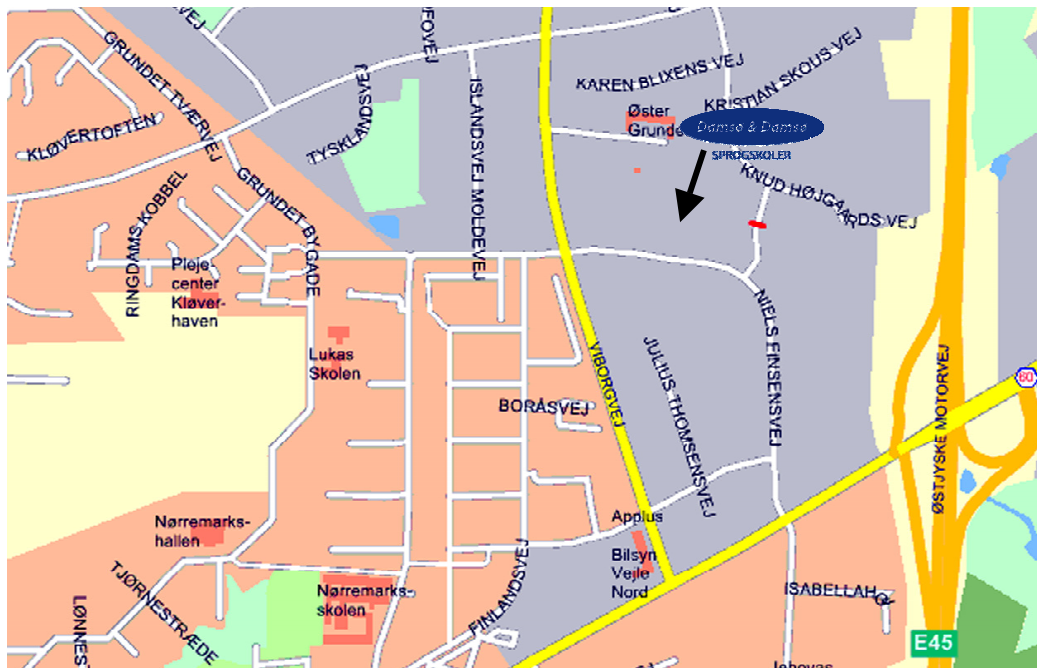 GRUNDET TVÆRVEJ
KLØVERTOFTEN
TYSKLANDSVEJ
ISLANDSVEJ
MOLDEVEJ
KAREN BLIXENS VEJ
KRISTIAN SKOUS VEJ
Øster
Grunde
Damsø & Damsø
SPROGSKOLER
KNUD HØJGAARDS VEJ
GRUNDET BYGADE
RINGDAMS KOBBEL
Pleje-
center
Kløver-
haven
Lukas
Skolen
VIBORGVEJ
NIELS FINSENSVEJ
JULIUS THOMSENSVEJ
BORÅSVEJ
60
ØSTJYSKE MOTORVEJ
Nørremarks-
hallen
Applus
Bilsyn
Vejle
Nord
TJØRNESTRÆDE
Nørremarks-
skolen
FINLANDSVEJ
ISABELLAHØJ
E45